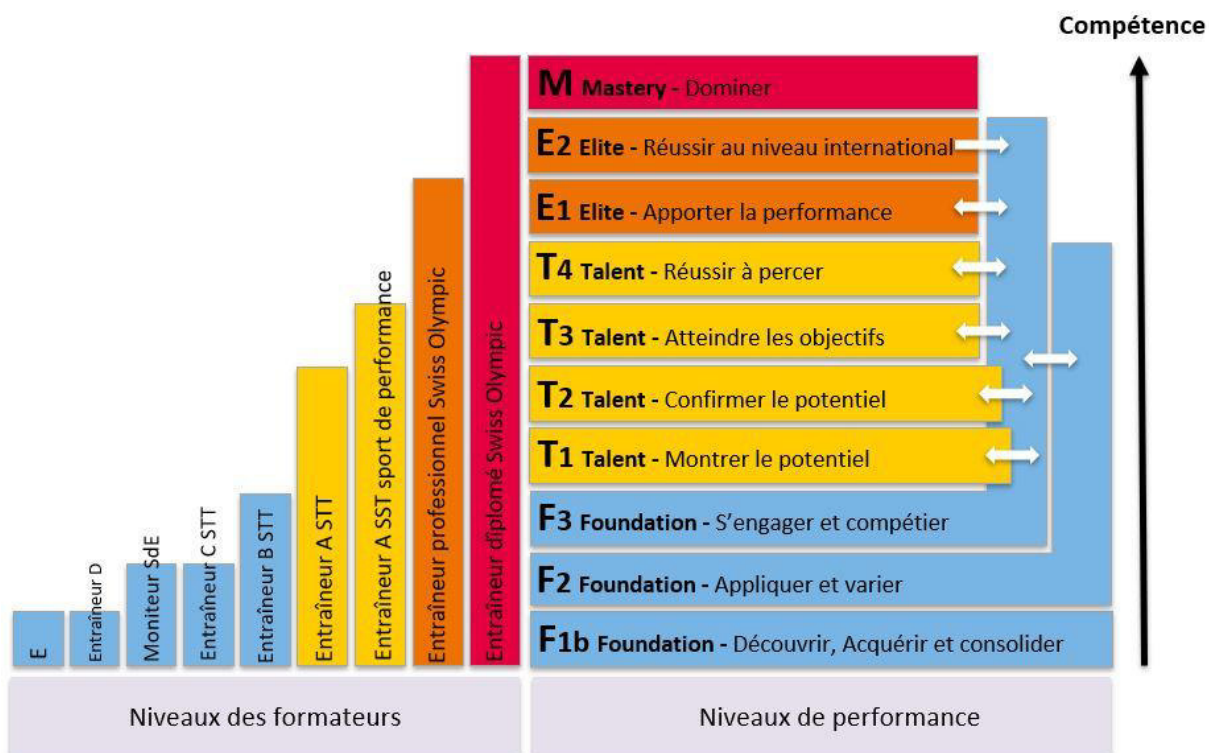 Compétence
M Mastery - Dominer
E2 Elite - Réussir au niveau international
E1 Elite - Apporter la performance
T4 Talent - Réussir à percer
T3 Talent - Atteindre les objectifs
T2 Talent - Confirmer le potentiel
T1 Talent - Montrer le potentiel
F3 Foundation - S'engager et compétier
F2 Foundation - Appliquer et varier
F1b Foundation - Découvrir, Acquérir et consolider
E
Entraîneur D
Moniteur SdE
Entraîneur C STT
Entraîneur B STT
Entraîneur A STT
Entraîneur A SST sport de performance
Entraîneur professionnel Swiss Olympic
Entraîneur dîplomé Swiss Olympic
Niveaux des formateurs
Niveaux de performance